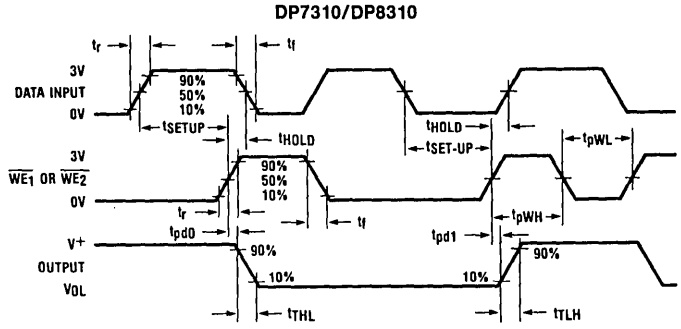 DP7310/DP8310
tr
tf
3V
DATA INPUT
0V
90%
50%
10%
tSETUP
tHOLD
tHOLD
tSET-UP
tpWL
3V
WE1 OR WE2
0V
90%
50%
10%
tr
tf
tpWH
tpd0
tpd1
V+
OUTPUT
VOL
90%
10%
10%
90%
tTHL
tTLH